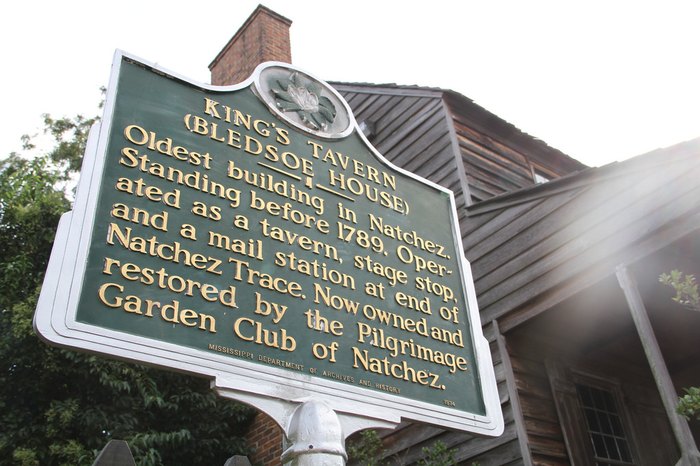 KING'S TAVERN
(BLEDSOE HOUSE)
Oldest building in Natchez.
Standing before 1789. Oper-
ated as a tavern, stage stop,
and a mail station at end of
Natchez Trace. Now owned and
restored by the Pilgrimage
Garden Club of Natchez.
MISSISSIPPI DEPARTMENT OF ARCHIVES AND HISTORY